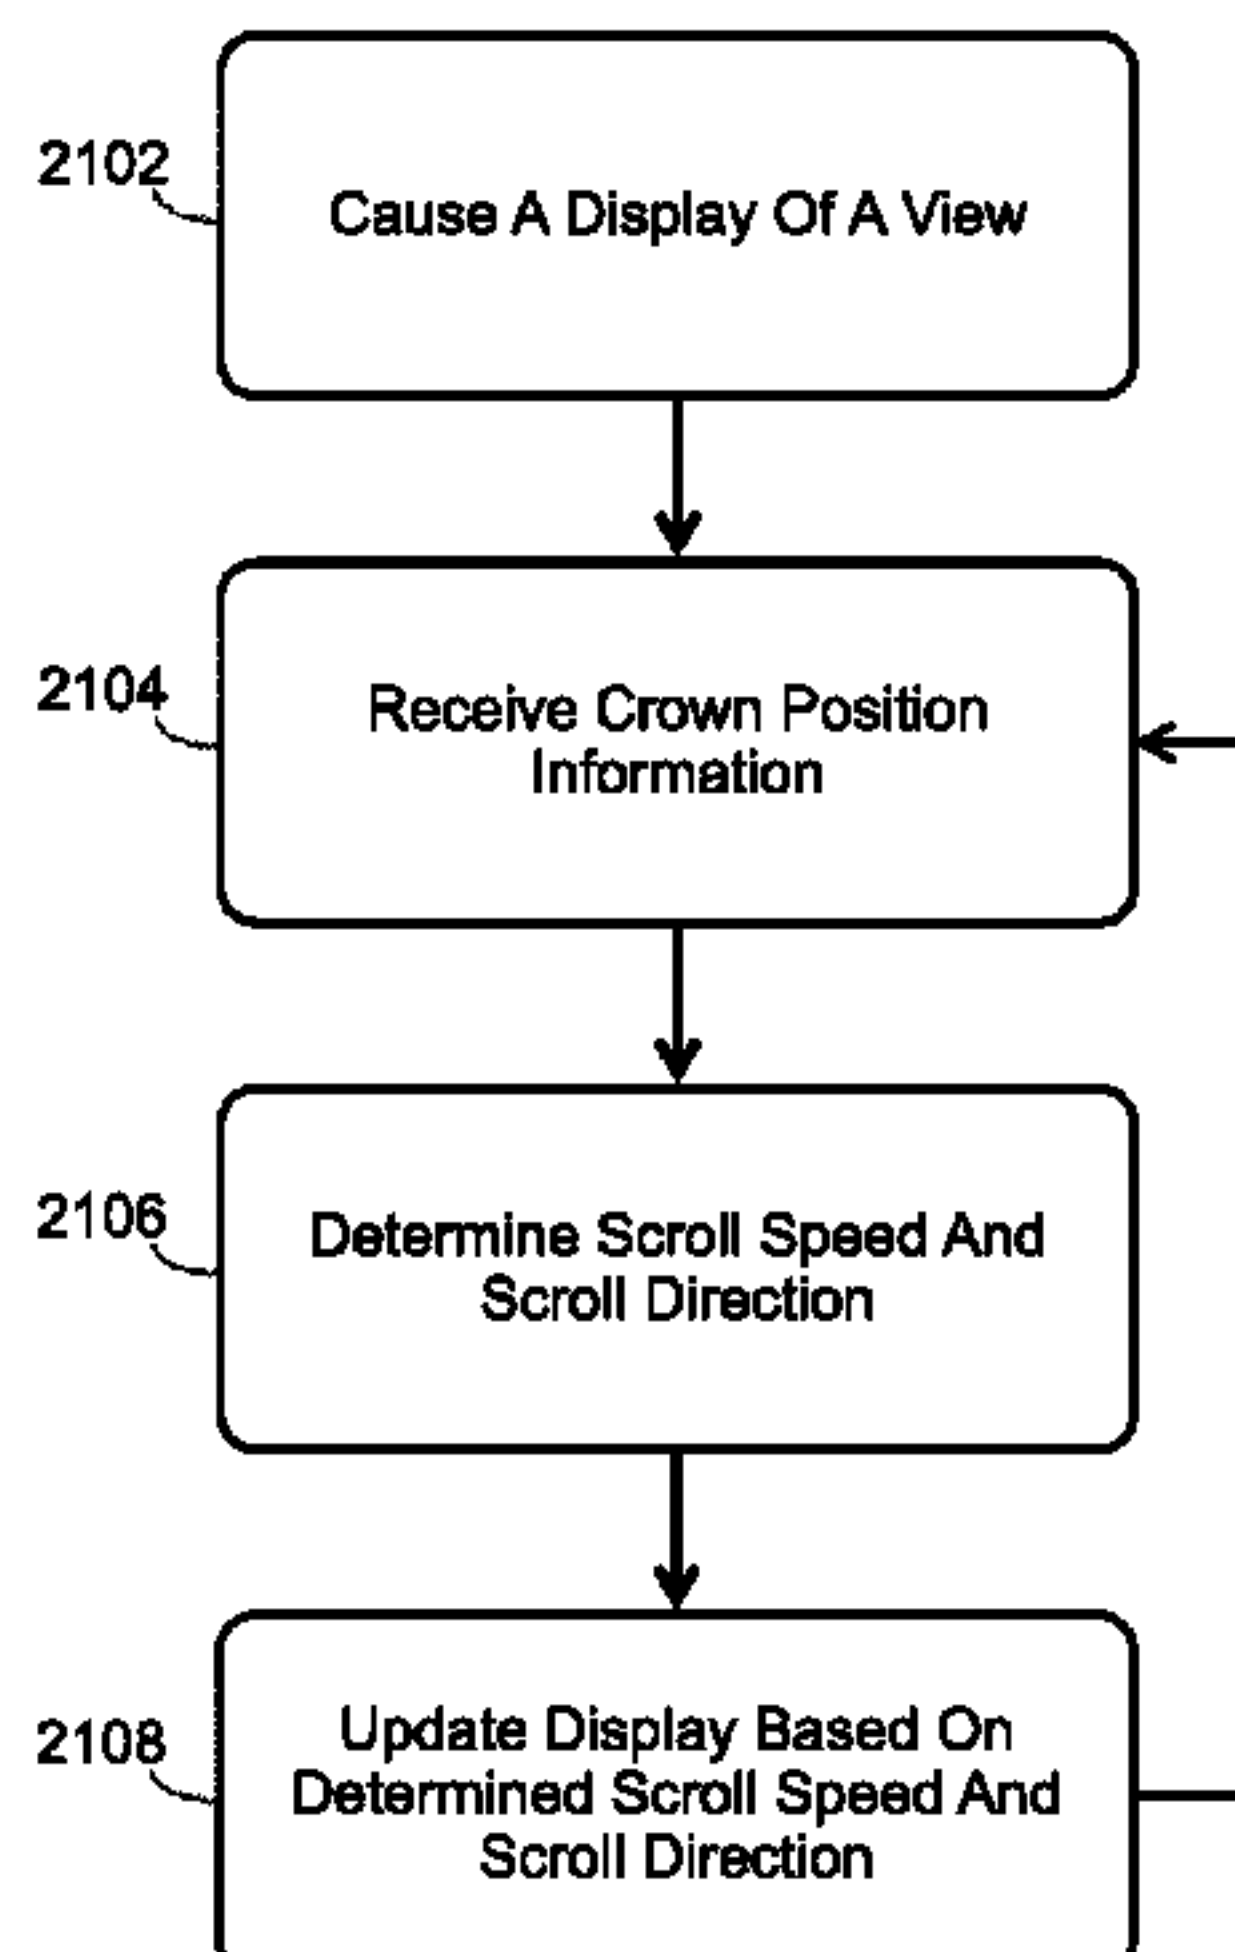 2102
Cause A Display Of A View
2104
Receive Crown Position
Information
2106
Determine Scroll Speed And
Scroll Direction
2108
Update Display Based On
Determined Scroll Speed And
Scroll Direction